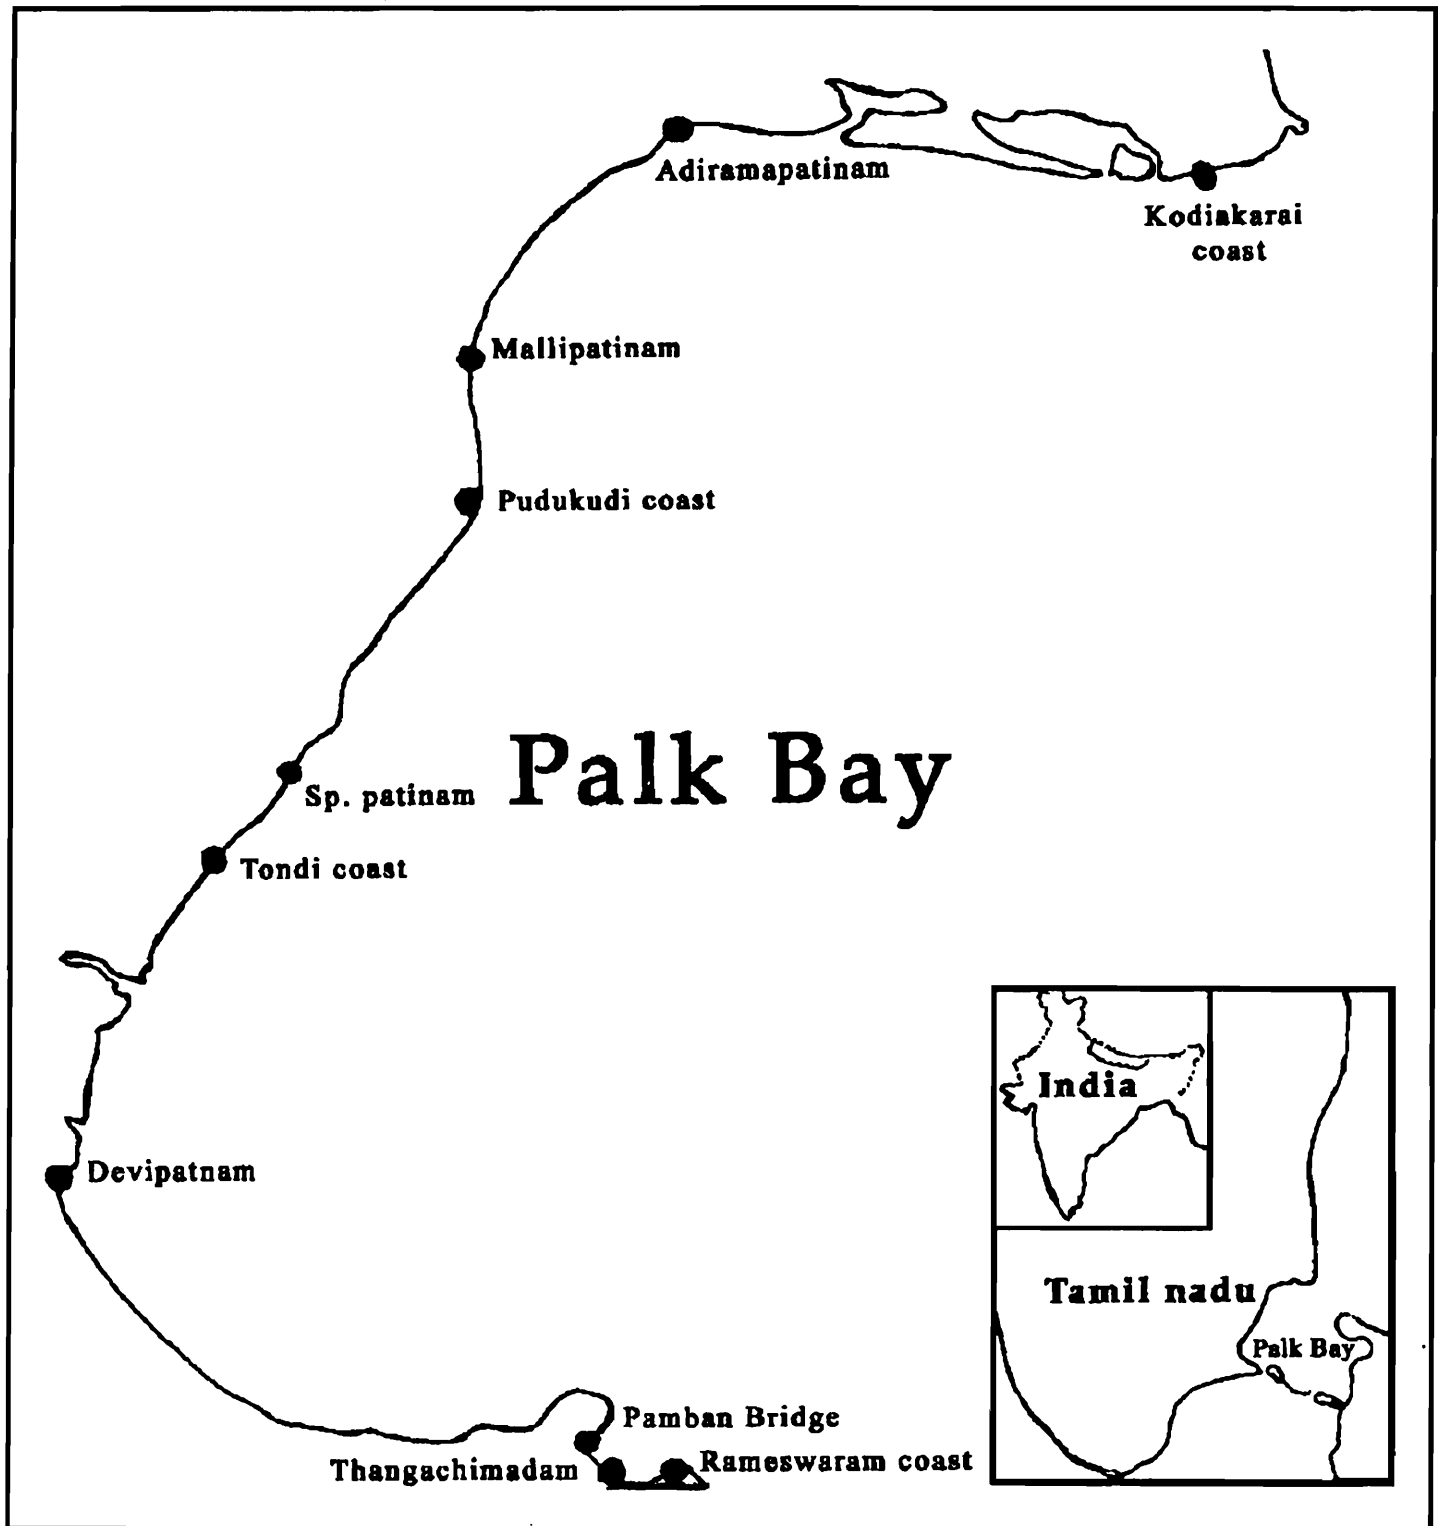 Adiramapatinam
Kodiakarai
coast
Mallipatinam
Pudukudi coast
Palk Bay
Sp. patinam
Tondi coast
India
Devipatnam
Tamil nadu
Palk Bay
Pamban Bridge
Thangachimadam
Rameswaram coast